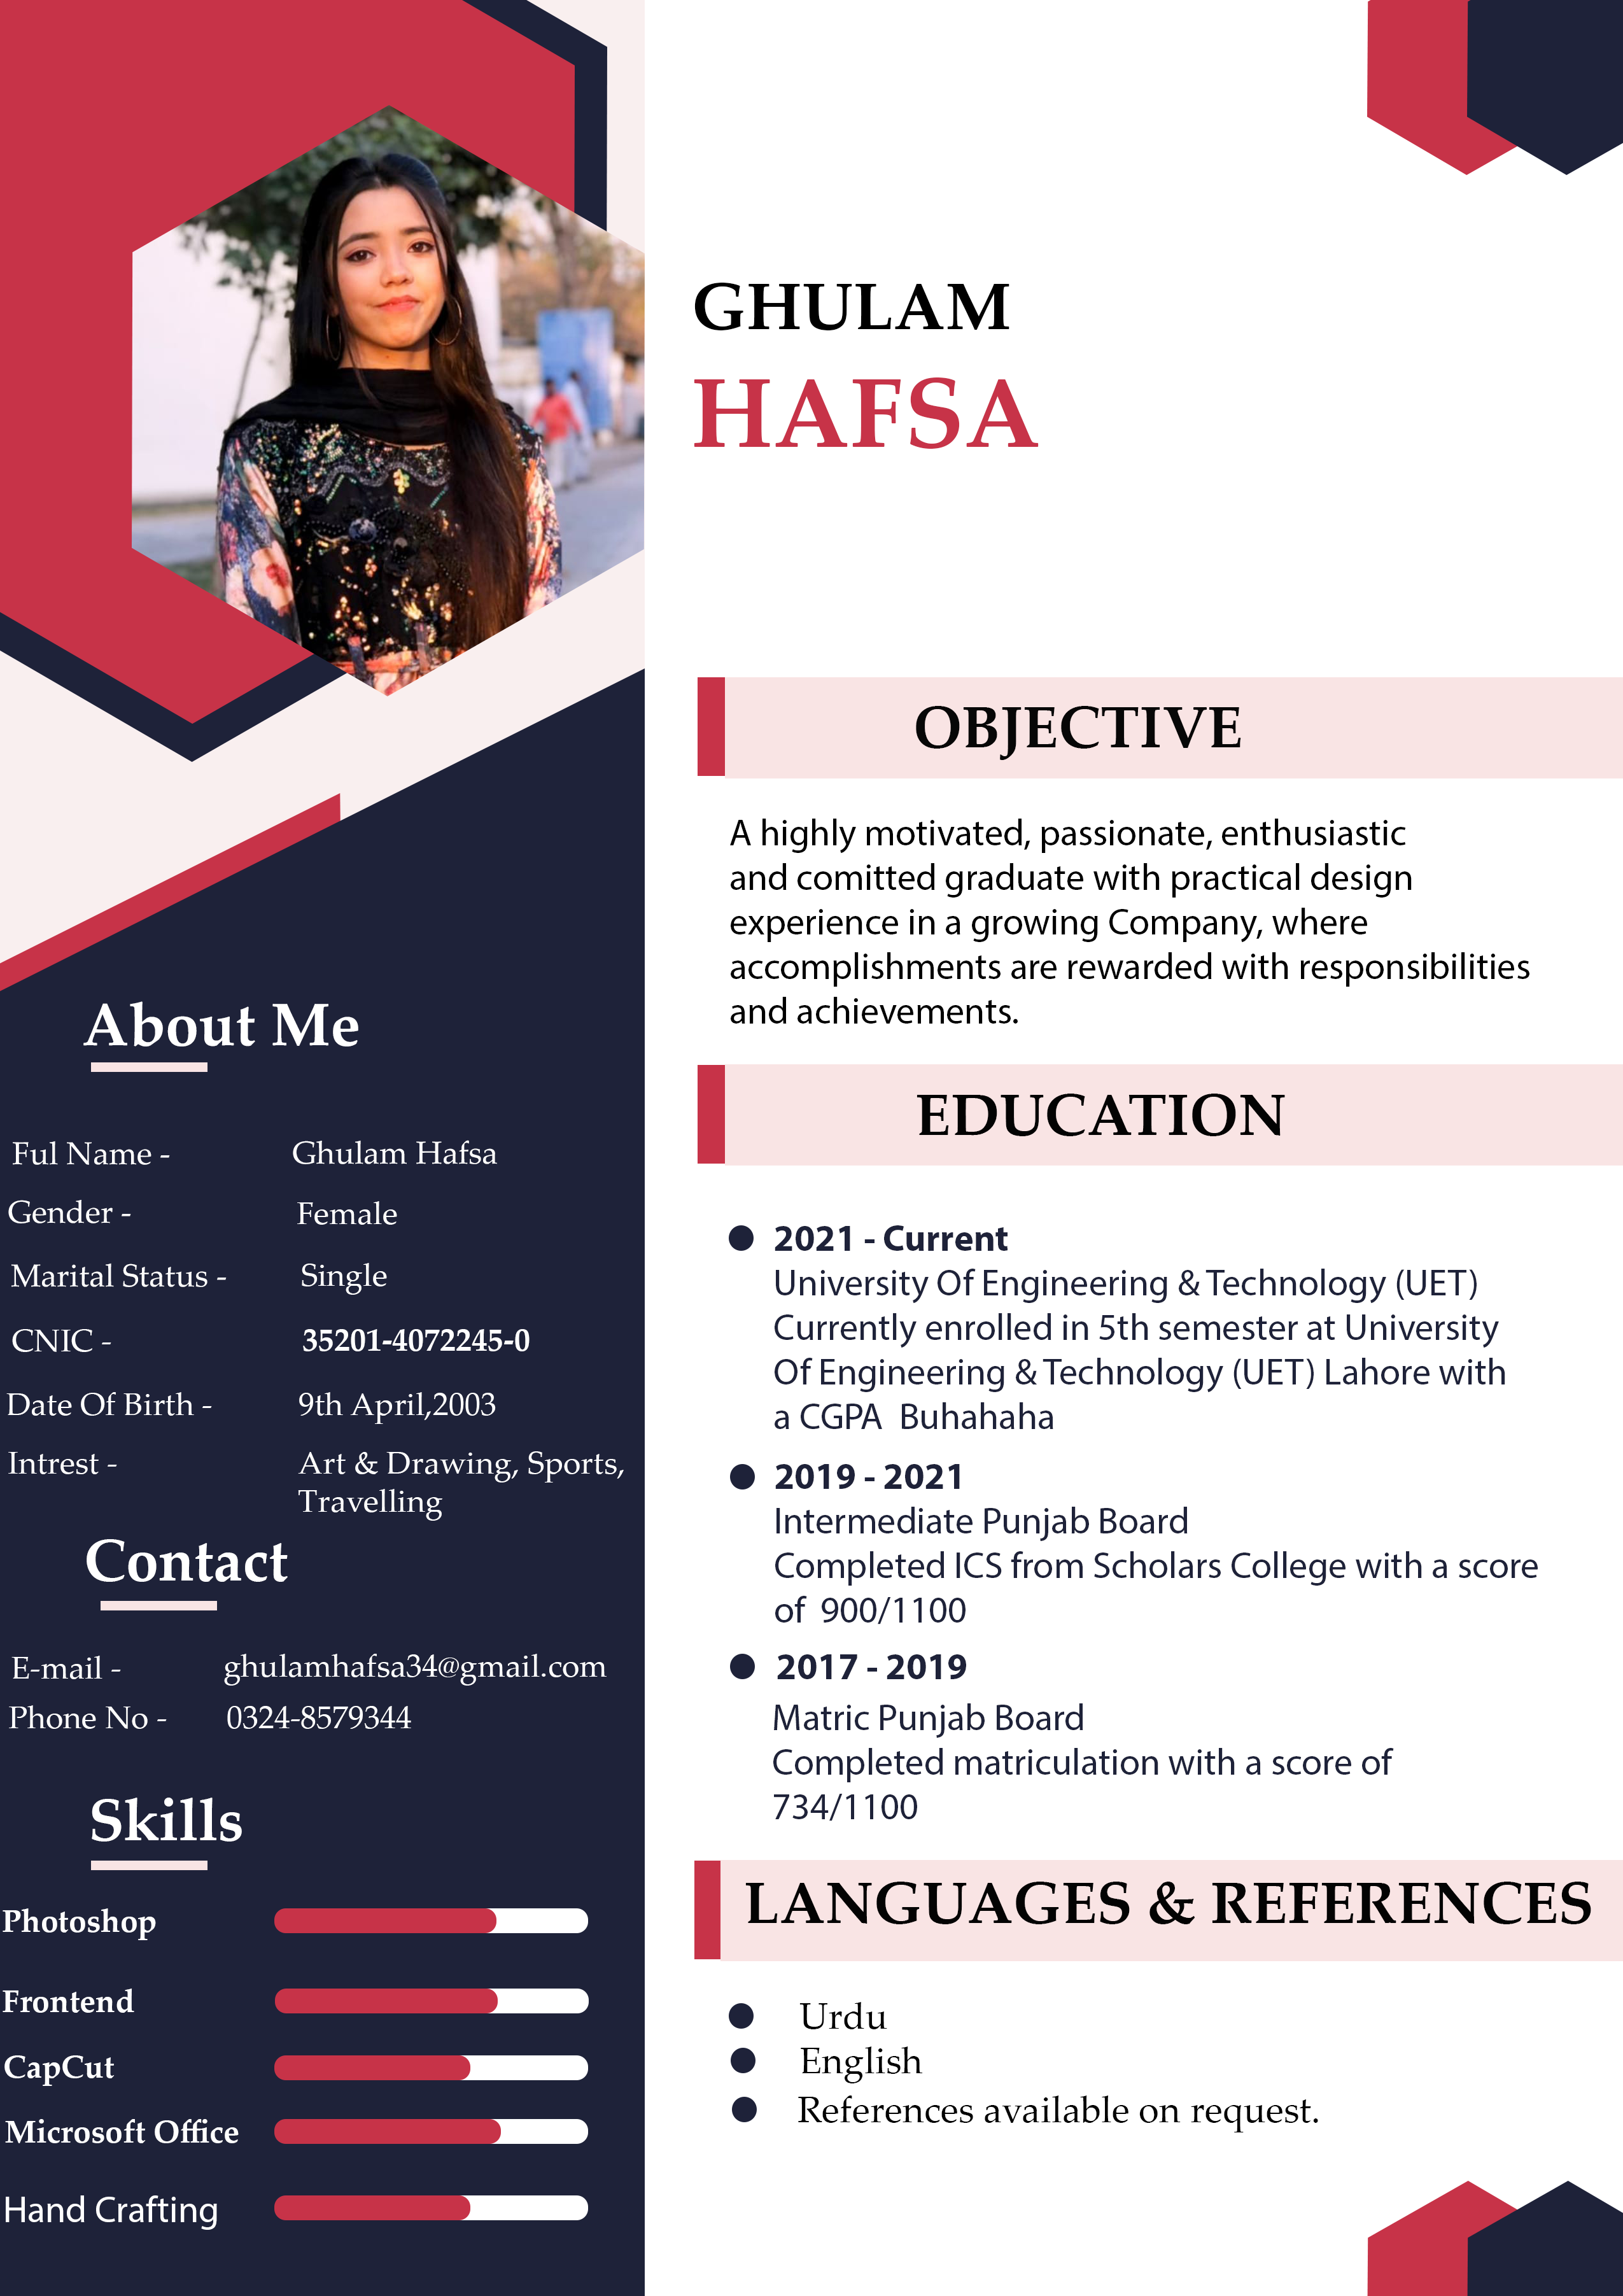 GHULAM
HAFSA
OBJECTIVE
A highly motivated, passionate, enthusiastic
and comitted graduate with practical design
experience in a growing Company, where
accomplishments are rewarded with responsibilities
and achievements.
EDUCATION
2021 - Current
University Of Engineering & Technology (UET)
Currently enrolled in 5th semester at University
Of Engineering & Technology (UET) Lahore with
a CGPA Buhahaha
2019 - 2021
Intermediate Punjab Board
Completed ICS from Scholars College with a score
of 900/1100
2017 - 2019
Matric Punjab Board
Completed matriculation with a score of
734/1100
LANGUAGES & REFERENCES
Urdu
English
References available on request.
About Me
Ful Name - Ghulam Hafsa
Gender - Female
Marital Status - Single
CNIC - 35201-4072245-0
Date Of Birth - 9th April,2003
Intrest - Art & Drawing, Sports,
Travelling
Contact
E-mail - ghulamhafsa34@gmail.com
Phone No - 0324-8579344
Skills
Photoshop
Frontend
CapCut
Microsoft Office
Hand Crafting